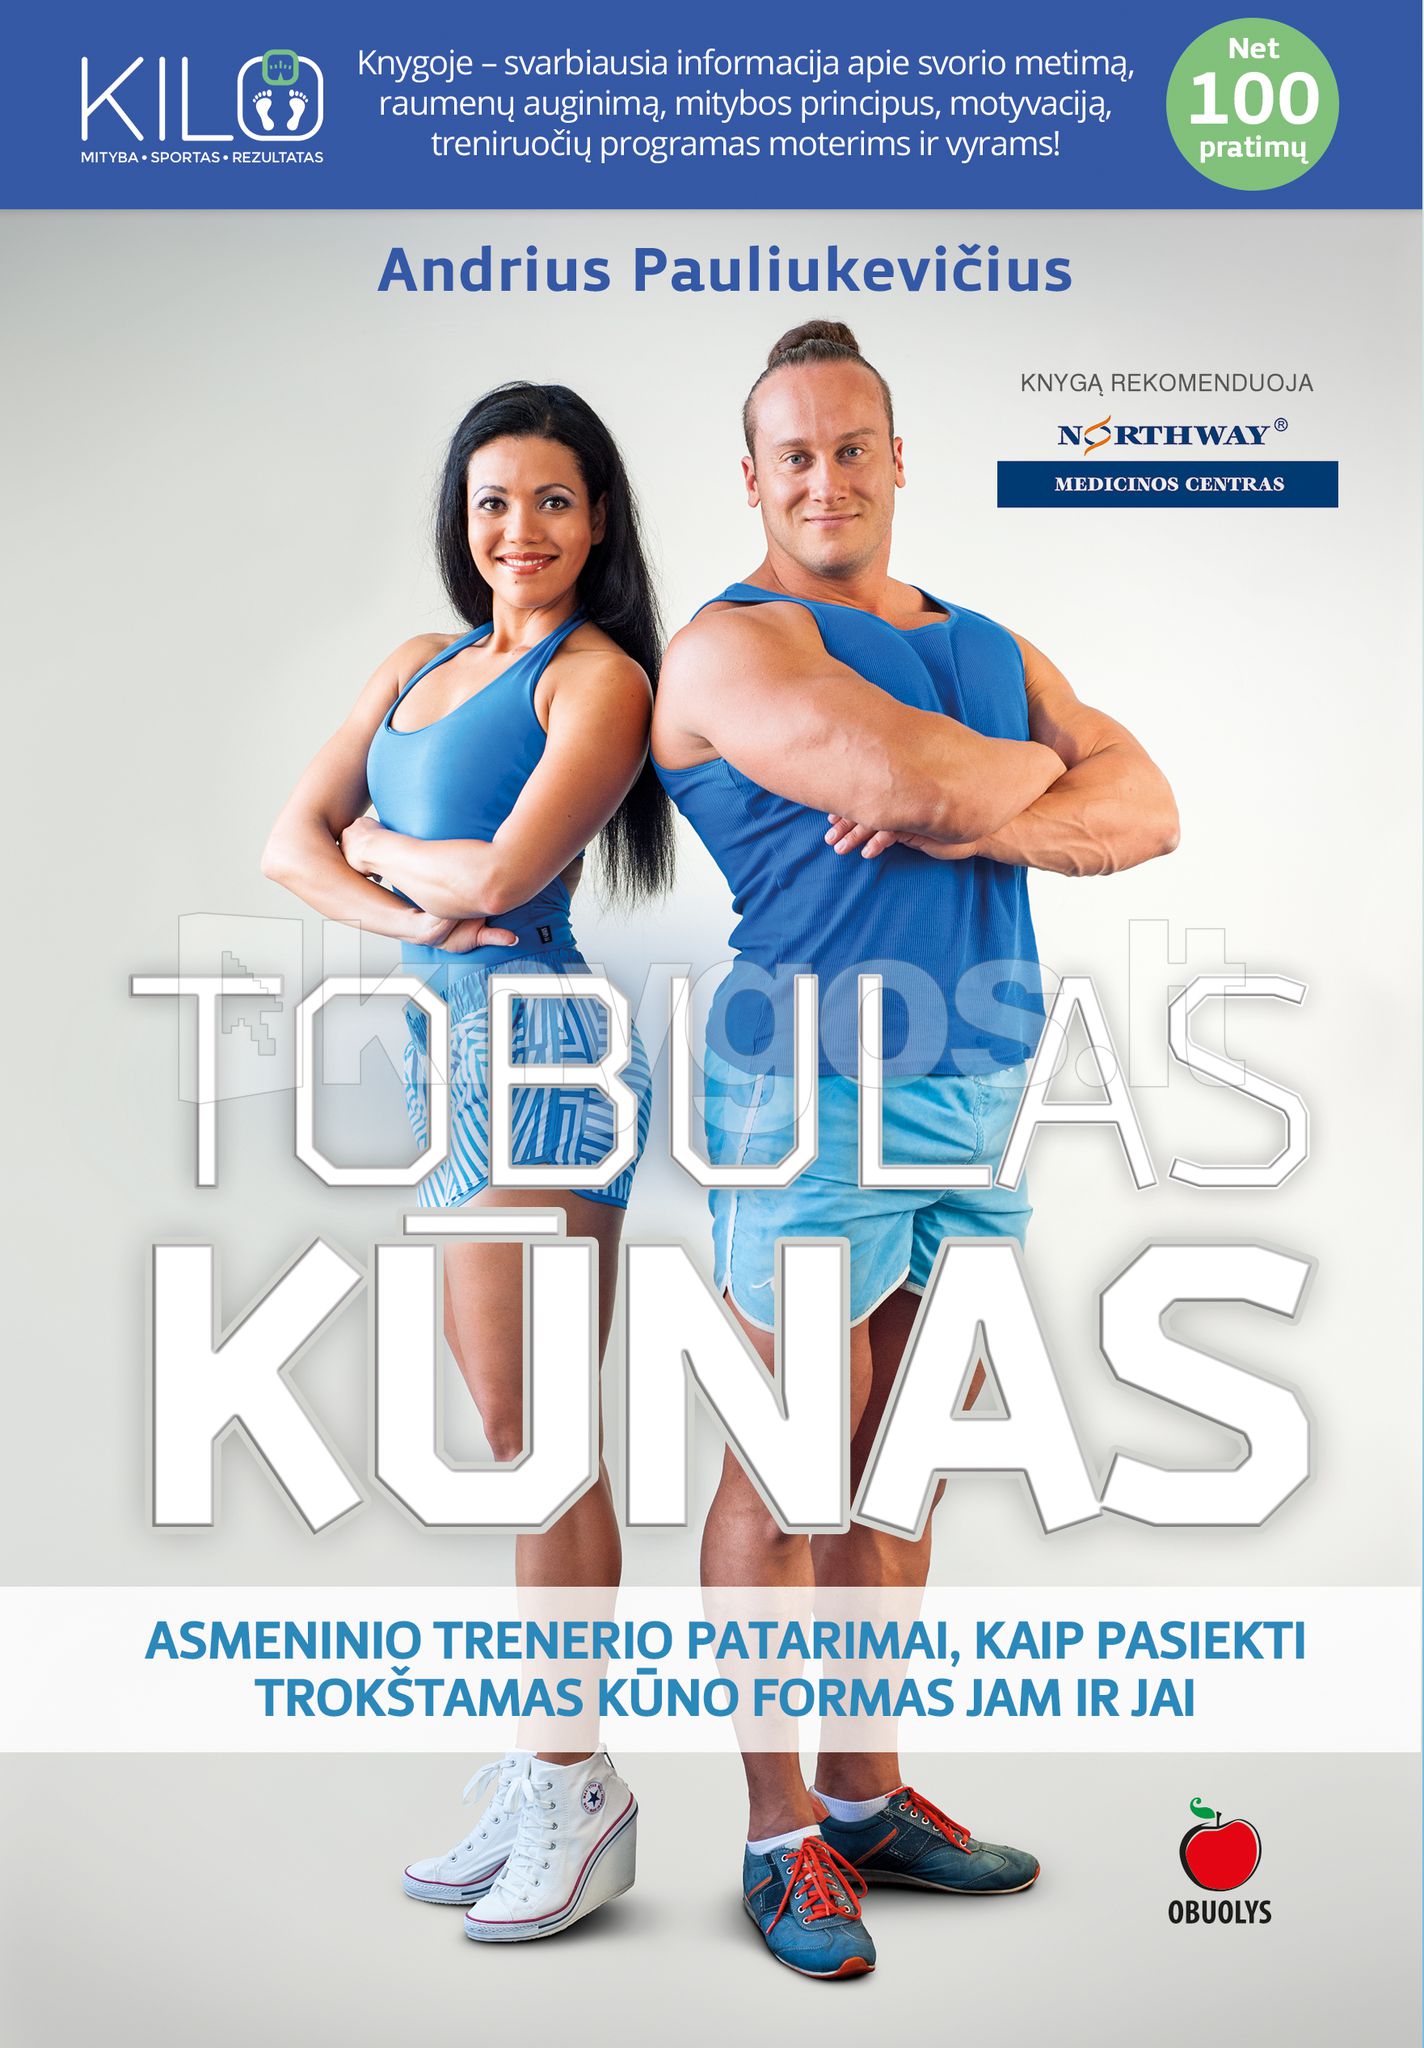 KILO
MITYBA • SPORTAS • REZULTATAS
Knygoje – svarbiausia informacija apie svorio metimą,
raumenų auginimą, mitybos principus, motyvaciją,
treniruočių programas moterims ir vyrams!
Net
100
pratimų
Andrius Pauliukevičius
KNYGĄ REKOMENDUOJA
NORTHWAY®
MEDICINOS CENTRAS
knygos.lt
TOBULAS
KŪNAS
ASMENINIO TRENERIO PATARIMAI, KAIP PASIEKTI
TROKŠTAMAS KŪNO FORMAS JAM IR JAI
OBUOLYS